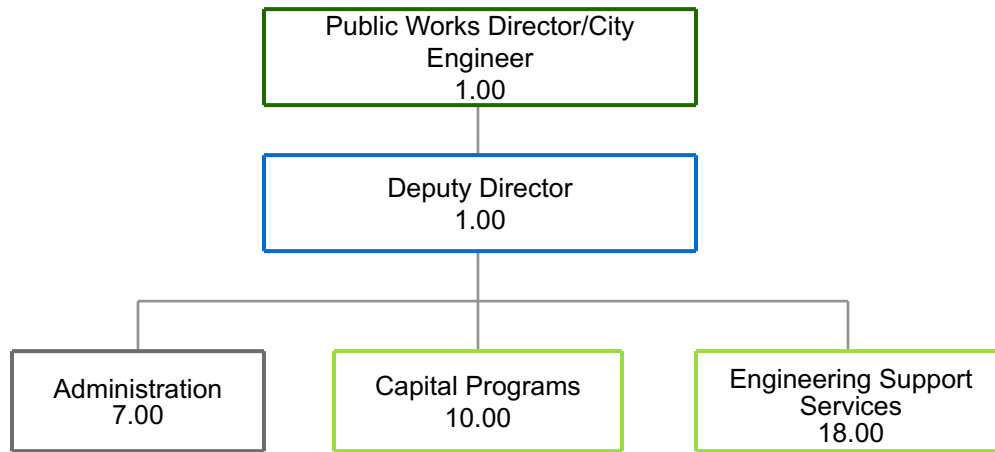 Public Works Director/City
Engineer
1.00
Deputy Director
1.00
Administration
7.00
Capital Programs
10.00
Engineering Support
Services
18.00